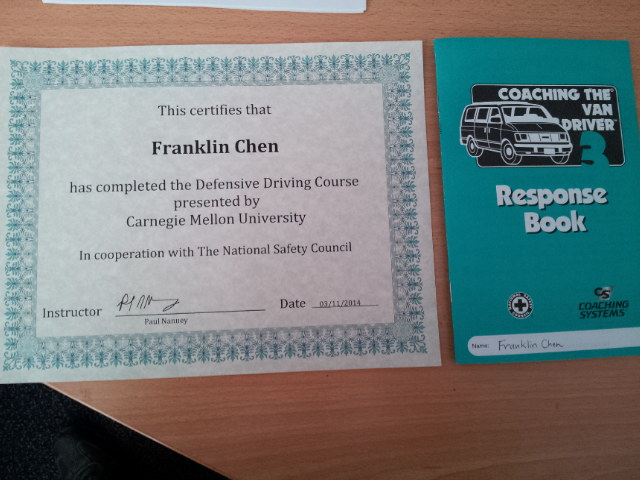 This certifies that
Franklin Chen
has completed the Defensive Driving Course
presented by
Carnegie Mellon University
In cooperation with The National Safety Council
Instructor
Date 03/11/2014
Paul Nanney
COACHING THE
VAN
DRIVER
3
Response
Book
CS
COACHING
SYSTEMS
Name: Franklin Chen